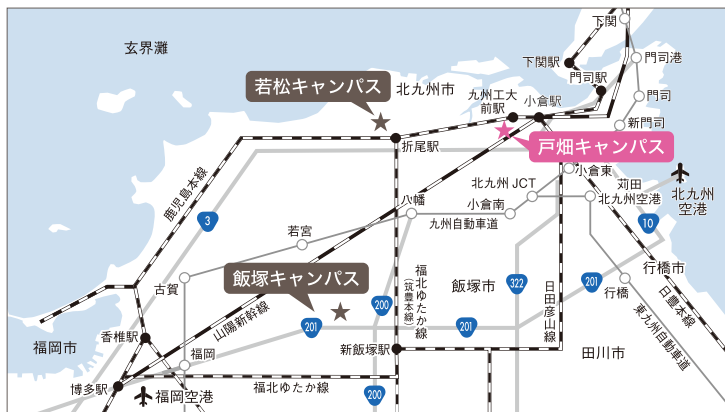 下関
玄界灘
門司港
下関駅
門司駅
若松キャンパス
北九州市
九州工大
前駅
小倉駅
門司
新門司
戸畑キャンパス
折尾駅
小倉東
鹿児島本線
北九州JCT
苅田
北九州空港
北九州
空港
八幡
小倉南
3
九州自動車道
10
若宮
行橋市
飯塚キャンパス
福北ゆたか線
(筑豊本線)
飯塚市
322
日田彦山線
201
行橋
日豊本線
古賀
200
山陽新幹線
201
201
東九州自動車道
香椎駅
福岡市
福岡
新飯塚駅
田川市
博多駅
福岡空港
福北ゆたか線
200